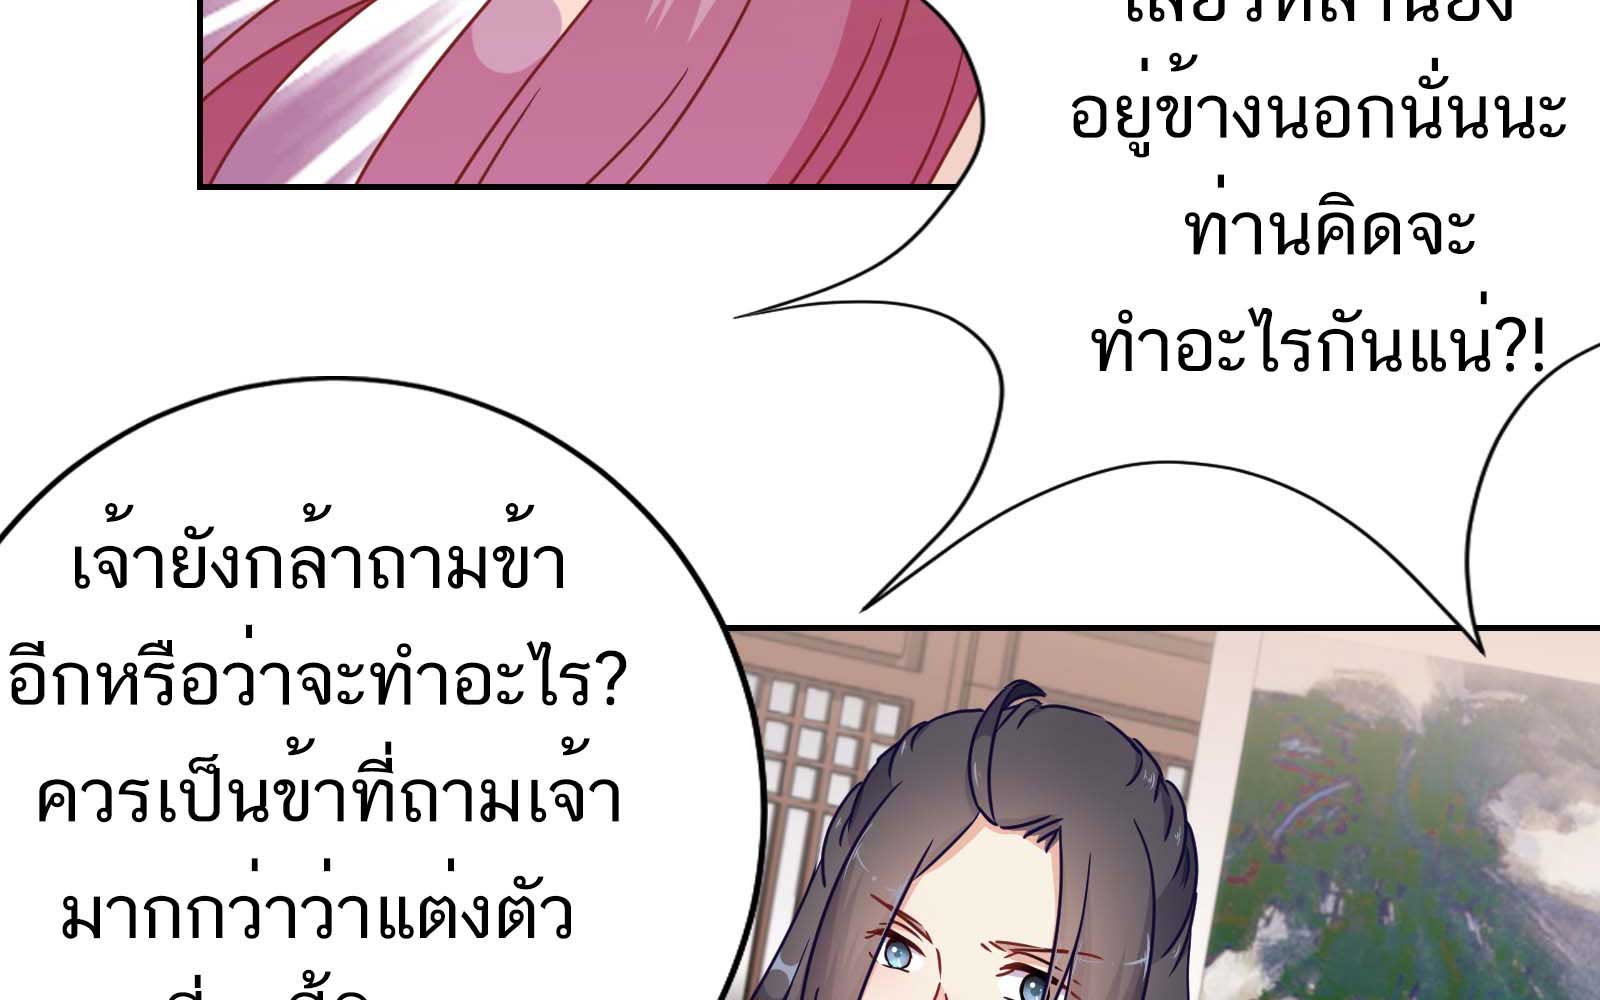 อยู่ข้างนอกนั่นนะ
ท่านคิดจะ
ทำอะไรกันแน่?!
เจ้ายังกล้าถามข้า
อีกหรือว่าจะทำอะไร?
ควรเป็นข้าที่ถามเจ้า
มากกว่าว่าแต่งตัว